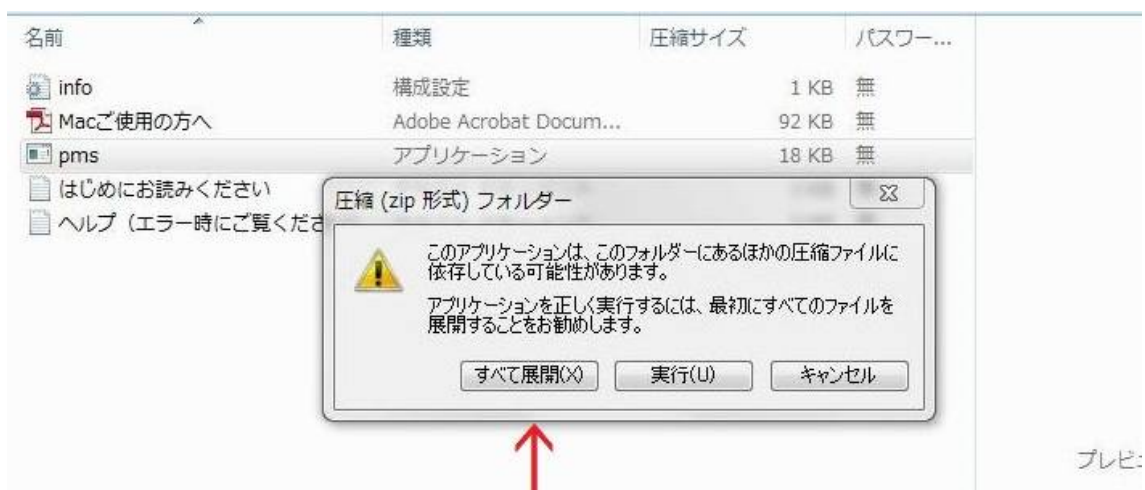 名前 種類 圧縮サイズ パスワー...
info 構成設定 1 KB 無
Macご使用の方へ Adobe Acrobat Docum... 92 KB 無
pms アプリケーション 18 KB 無
はじめにお読みください
ヘルプ（エラー時にご覧くださ
圧縮 (zip 形式) フォルダー
このアプリケーションは、このフォルダーにあるほかの圧縮ファイルに
依存している可能性があります。
アプリケーションを正しく実行するには、最初にすべてのファイルを
展開することをお勧めします。
すべて展開(X) 実行(U) キャンセル
プレビ